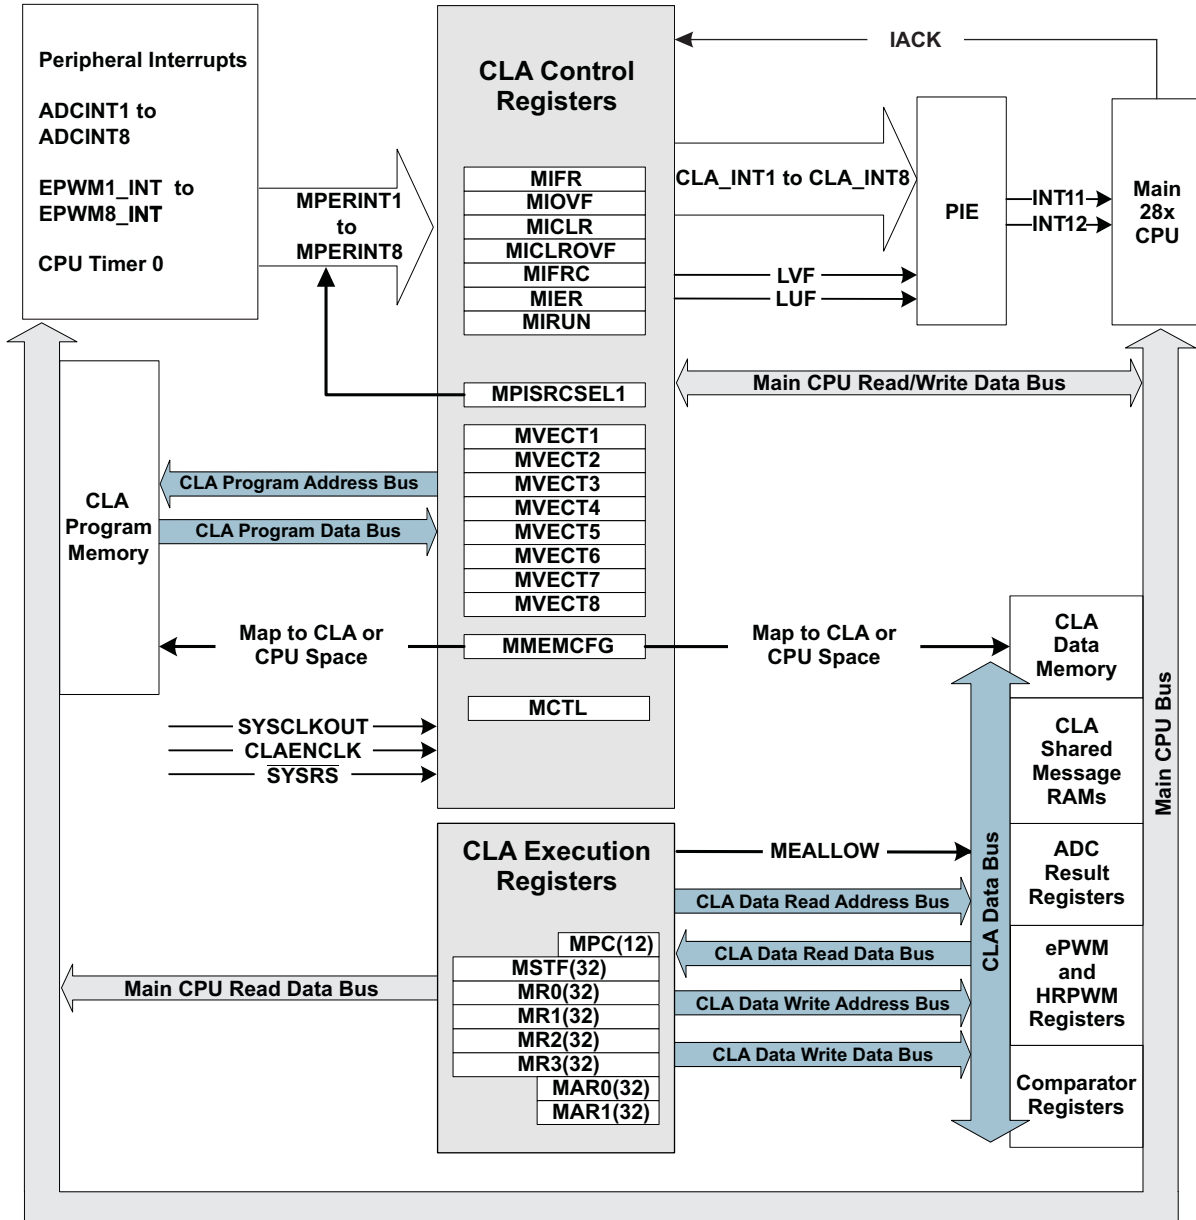 Peripheral Interrupts
ADCINT1 to
ADCINT8
EPWM1_INT to
EPWM8_INT
CPU Timer 0
MPERINT1
to
MPERINT8
CLA Control
Registers
MIFR
MIOVF
MICLR
MICLROVF
MIFRC
MIER
MIRUN
MPISRCSEL1
MVECT1
MVECT2
MVECT3
MVECT4
MVECT5
MVECT6
MVECT7
MVECT8
MMEMCFG
MCTL
IACK
CLA_INT1 to CLA_INT8
LVF
LUF
PIE
INT11
INT12
Main
28x
CPU
Main CPU Read/Write Data Bus
CLA Program Address Bus
CLA Program Data Bus
CLA
Program
Memory
Map to CLA or
CPU Space
Map to CLA or
CPU Space
SYSCLKOUT
CLAENCLK
SYSRS
CLA
Data
Memory
CLA
Shared
Message
RAMs
ADC
Result
Registers
ePWM
and
HRPWM
Registers
Comparator
Registers
Main CPU Bus
CLA Data Bus
CLA Execution
Registers
MPC(12)
MSTF(32)
MR0(32)
MR1(32)
MR2(32)
MR3(32)
MAR0(32)
MAR1(32)
MEALLOW
CLA Data Read Address Bus
CLA Data Read Data Bus
CLA Data Write Address Bus
CLA Data Write Data Bus
Main CPU Read Data Bus